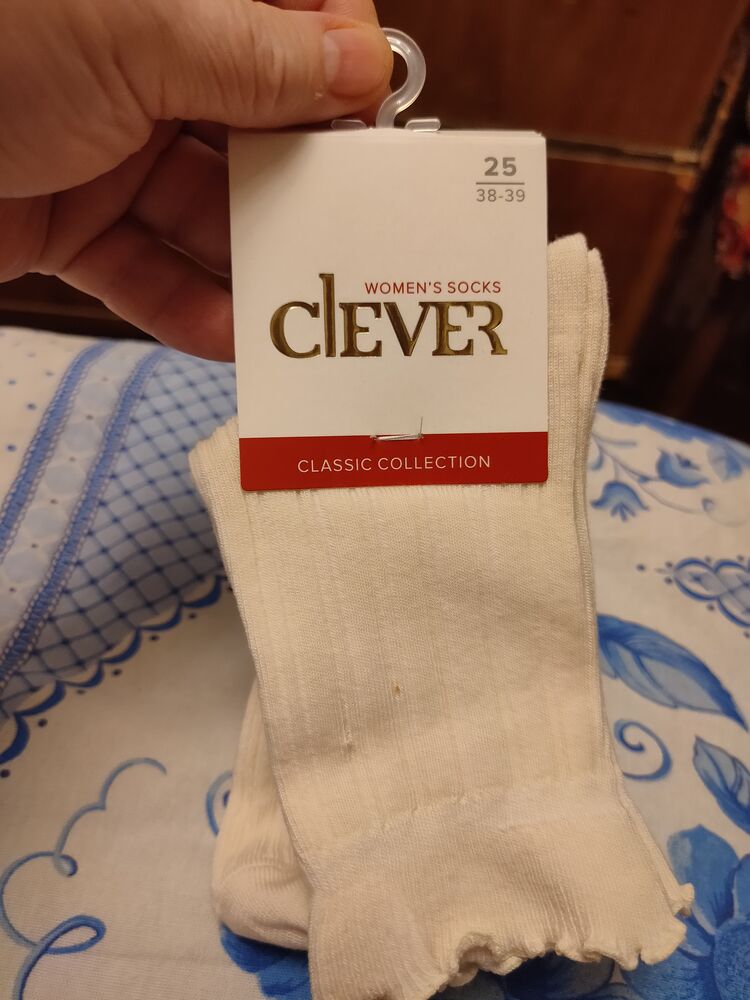 25
38-39
WOMEN'S SOCKS
ClEVER
CLASSIC COLLECTION